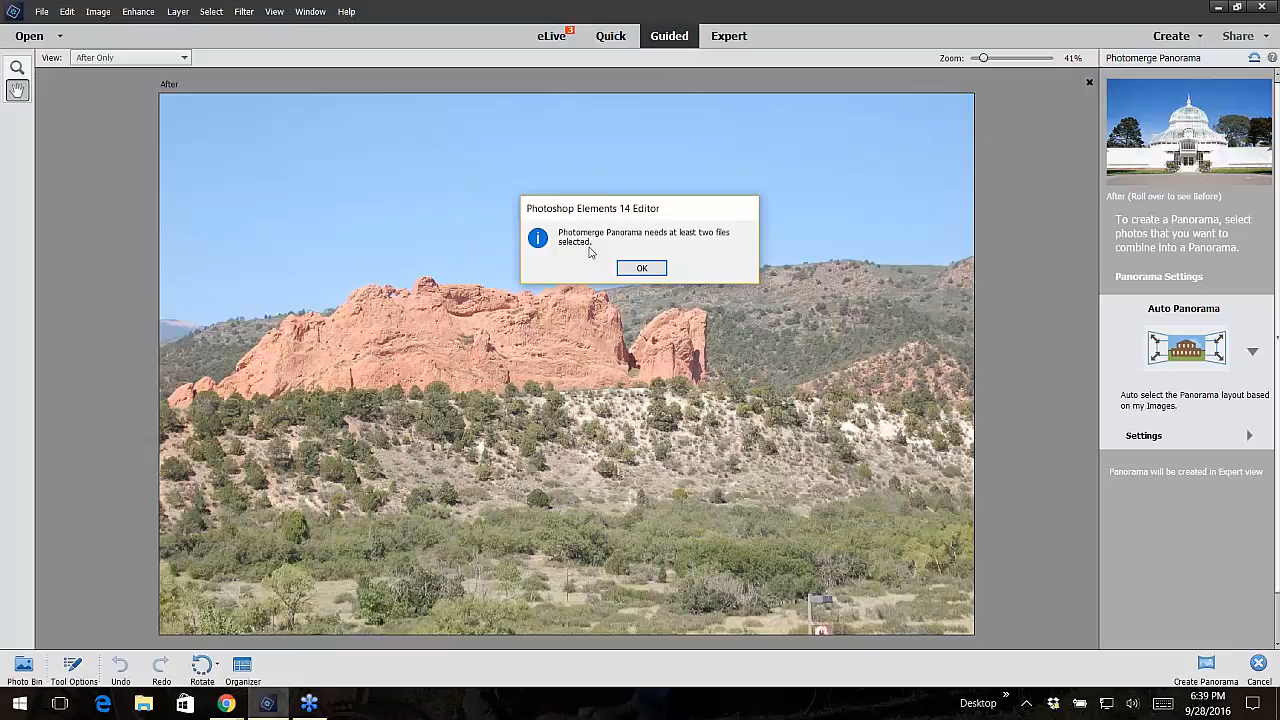 File Edit Image Enhance Layer Select Filter View Window Help
Open eLive 3 Quick Guided Expert Create Share
View: After Only Zoom: 41% Photomerge Panorama
After
Photoshop Elements 14 Editor
Photomerge Panorama needs at least two files
selected.
OK
After (Roll over to see Before)
To create a Panorama, select
photos that you want to
combine into a Panorama.
Panorama Settings
Auto Panorama
Auto select the Panorama layout based
on my Images.
Settings
Panorama will be created in Expert view
Photo Bin Tool Options Undo Redo Rotate Organizer Create Panorama Cancel
Desktop 6:39 PM
9/28/2016